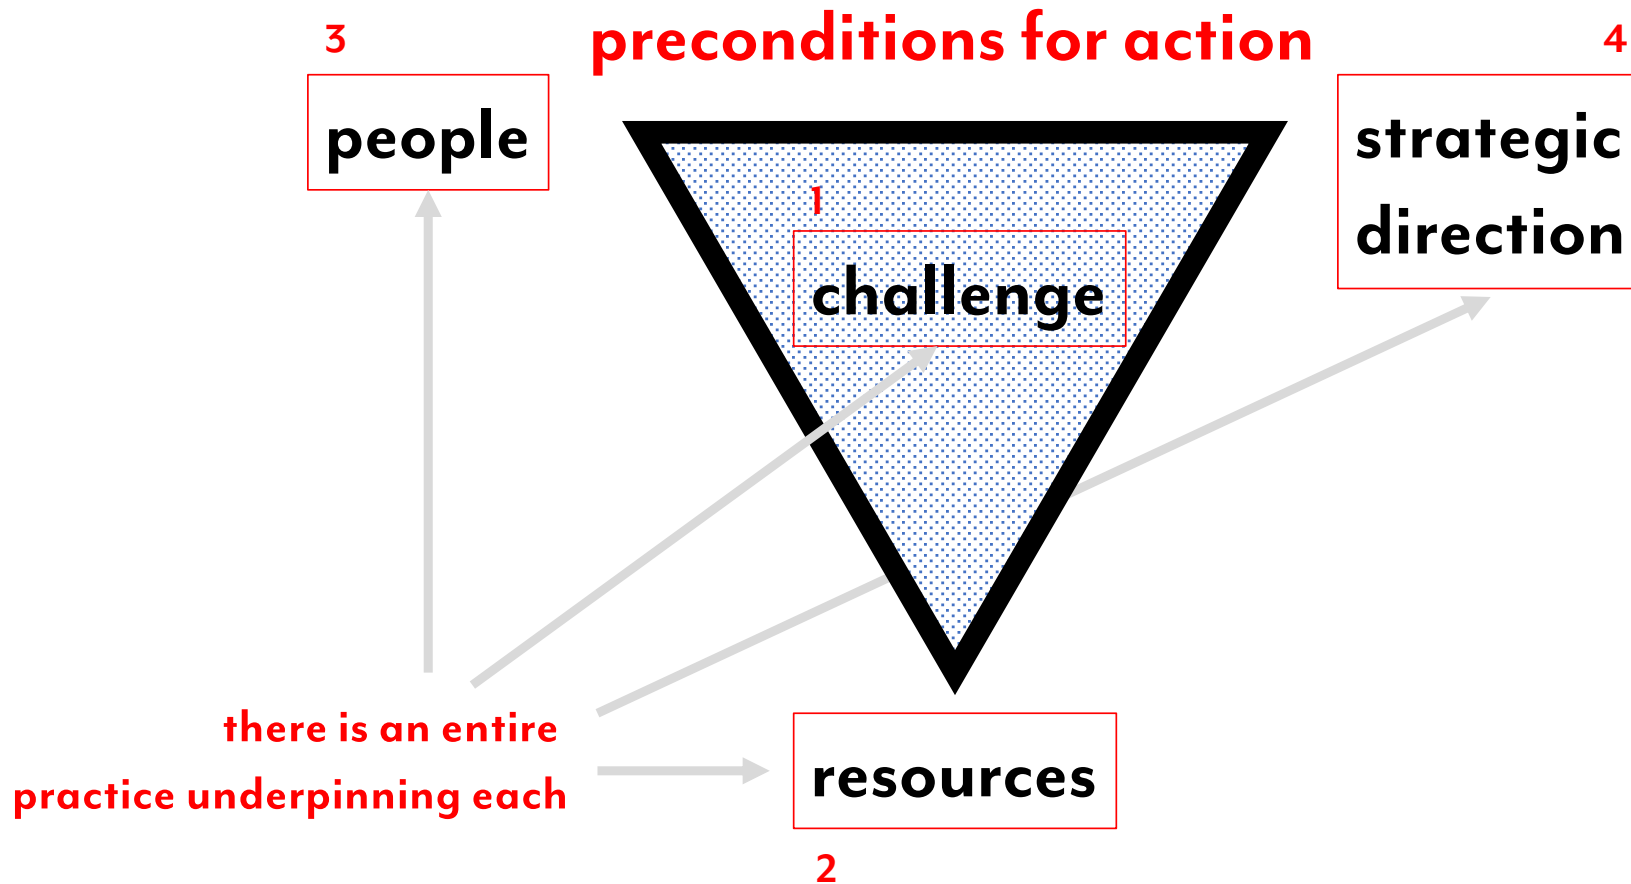 preconditions for action
3
people
4
strategic
direction
1
challenge
there is an entire
practice underpinning each
resources
2